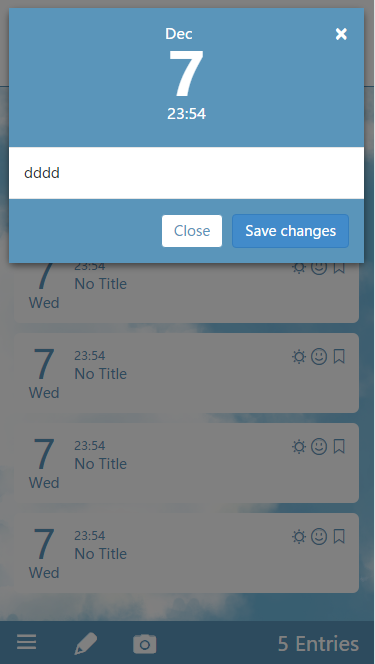 Dec
×
7
23:54
dddd
Close
Save changes
7
23:54
No Title
Wed
7
23:54
No Title
Wed
7
23:54
No Title
Wed
7
23:54
No Title
Wed
5 Entries